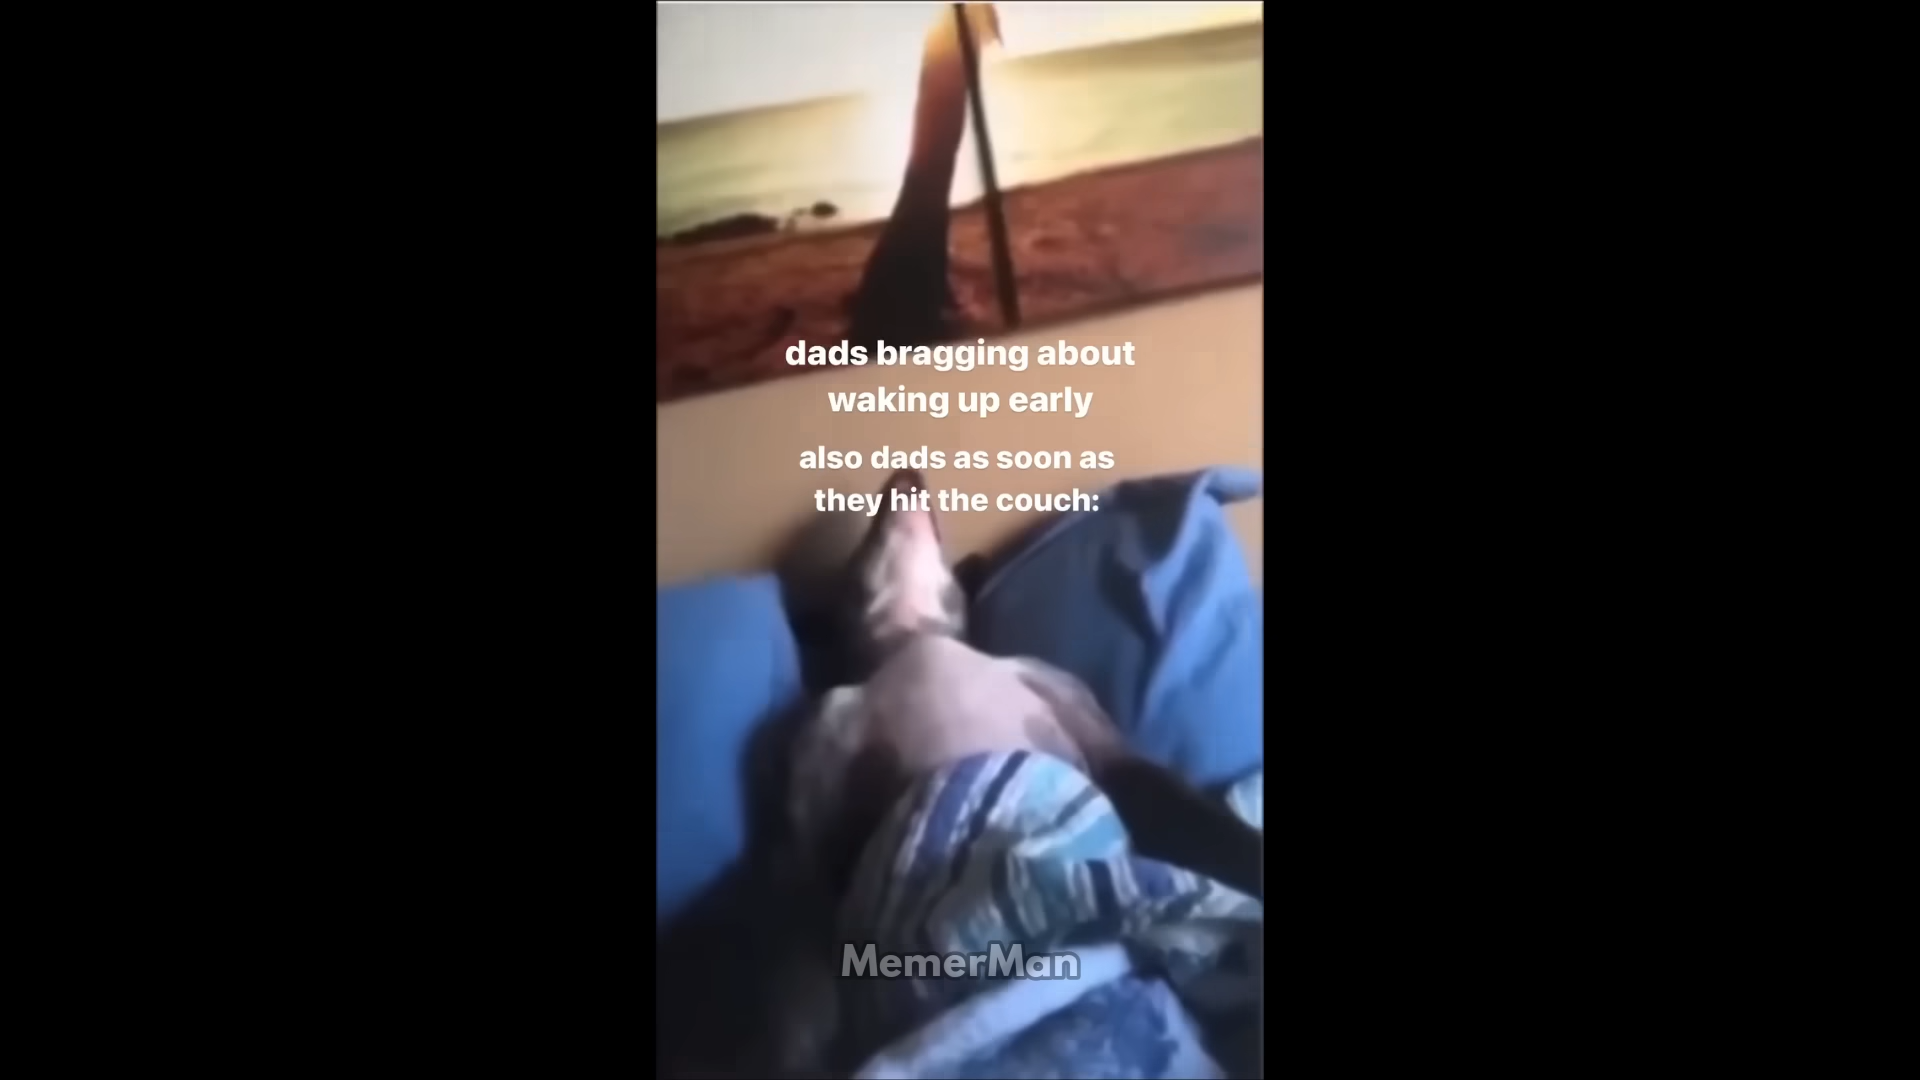 dads bragging about
waking up early
also dads as soon as
they hit the couch:
MemerMan